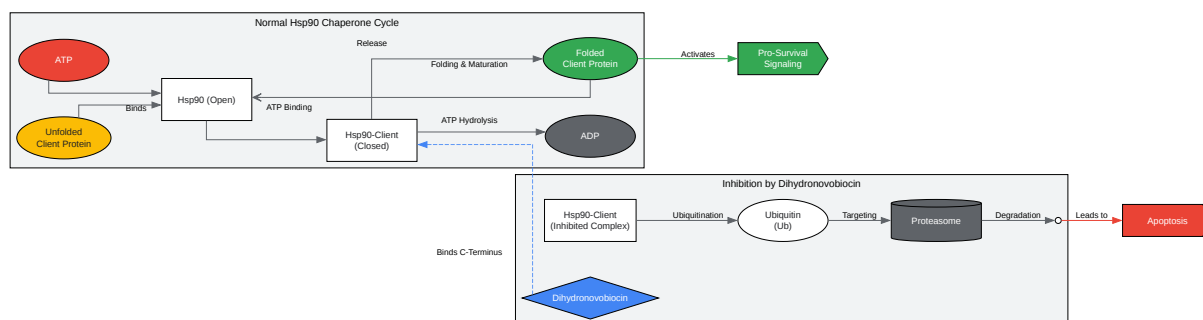 Normal Hsp90 Chaperone Cycle
ATP
Unfolded
Client Protein
Binds
Hsp90 (Open)
ATP Binding
Release
Folding & Maturation
Hsp90-Client
(Closed)
ATP Hydrolysis
Folded
Client Protein
ADP
Activates
Pro-Survival
Signaling
Inhibition by Dihydronovobiocin
Hsp90-Client
(Inhibited Complex)
Ubiquitination
Ubiquitin
(Ub)
Targeting
Proteasome
Degradation
Leads to
Apoptosis
Binds C-Terminus
Dihydronovobiocin